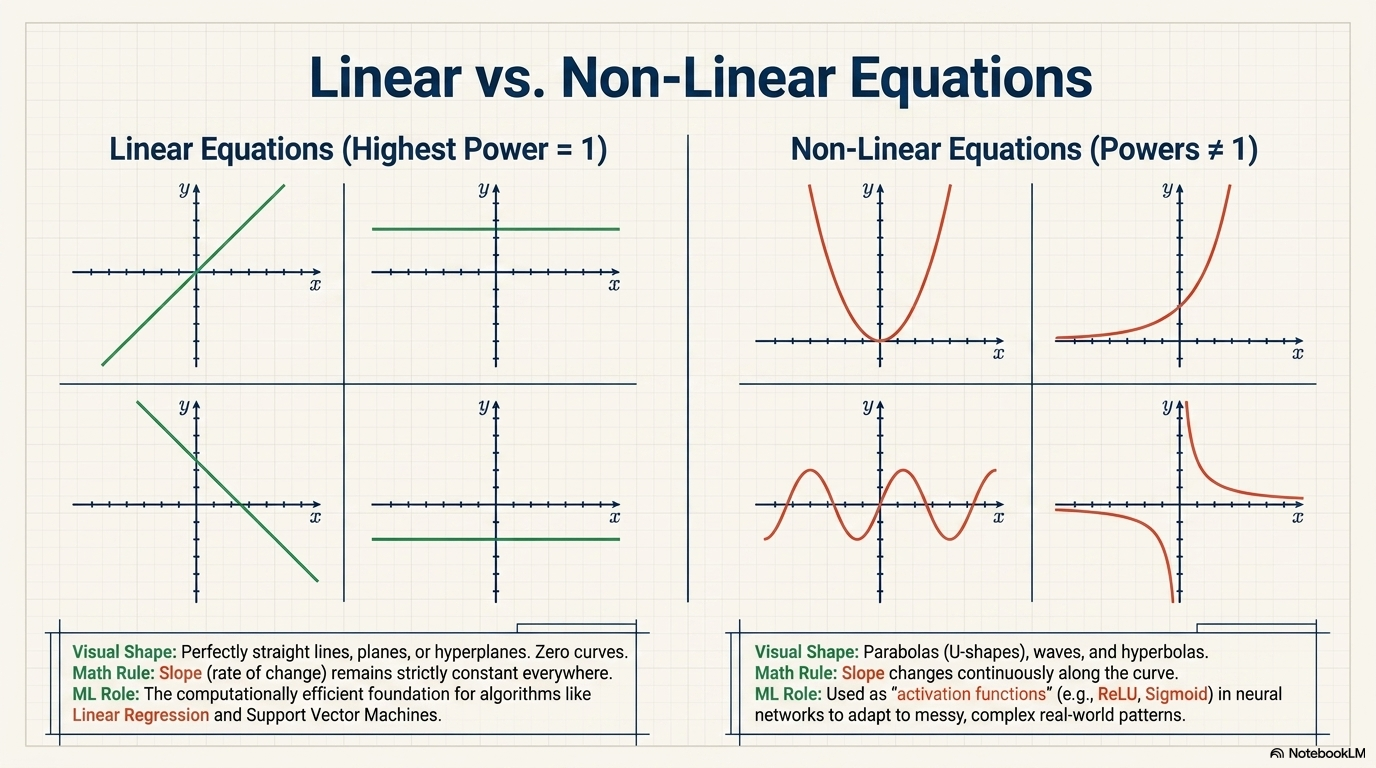 Linear vs. Non-Linear Equations
Linear Equations (Highest Power = 1)
y
x
y
x
y
x
y
x
Visual Shape: Perfectly straight lines, planes, or hyperplanes. Zero curves.
Math Rule: Slope (rate of change) remains strictly constant everywhere.
ML Role: The computationally efficient foundation for algorithms like
Linear Regression and Support Vector Machines.
Non-Linear Equations (Powers ≠ 1)
y
x
y
x
y
x
y
x
Visual Shape: Parabolas (U-shapes), waves, and hyperbolas.
Math Rule: Slope changes continuously along the curve.
ML Role: Used as “activation functions” (e.g., ReLU, Sigmoid) in neural
networks to adapt to messy, complex real-world patterns.
NotebookLM